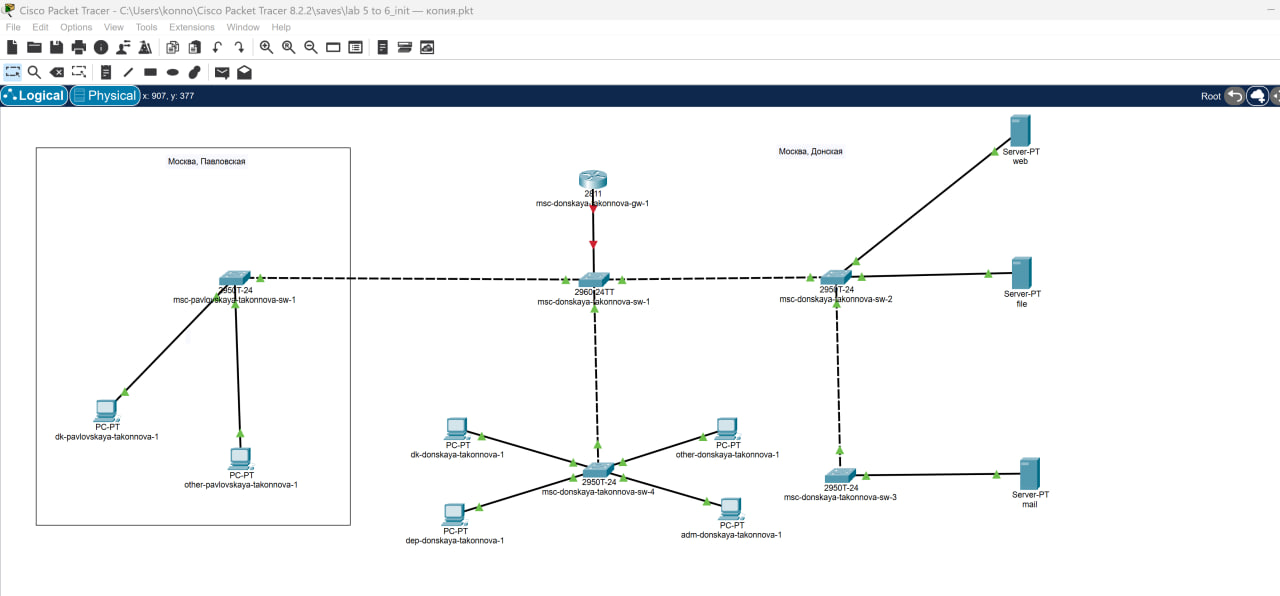 Cisco Packet Tracer - C:\Users\konno\Cisco Packet Tracer 8.2.2\saves\lab 5 to 6_init — копия.pkt
File Edit Options View Tools Extensions Window Help
Logical Physical x: 907, y: 377
Root
Москва, Павловская
Москва, Донская
Server-PT
web
2811
msc-donskaya-takonnova-gw-1
2950T-24
msc-pavlovskaya-takonnova-sw-1
2960-24TT
msc-donskaya-takonnova-sw-1
2950T-24
msc-donskaya-takonnova-sw-2
Server-PT
file
PC-PT
dk-pavlovskaya-takonnova-1
PC-PT
other-pavlovskaya-takonnova-1
PC-PT
dk-donskaya-takonnova-1
PC-PT
other-donskaya-takonnova-1
2950T-24
msc-donskaya-takonnova-sw-4
2950T-24
msc-donskaya-takonnova-sw-3
Server-PT
mail
PC-PT
dep-donskaya-takonnova-1
PC-PT
adm-donskaya-takonnova-1